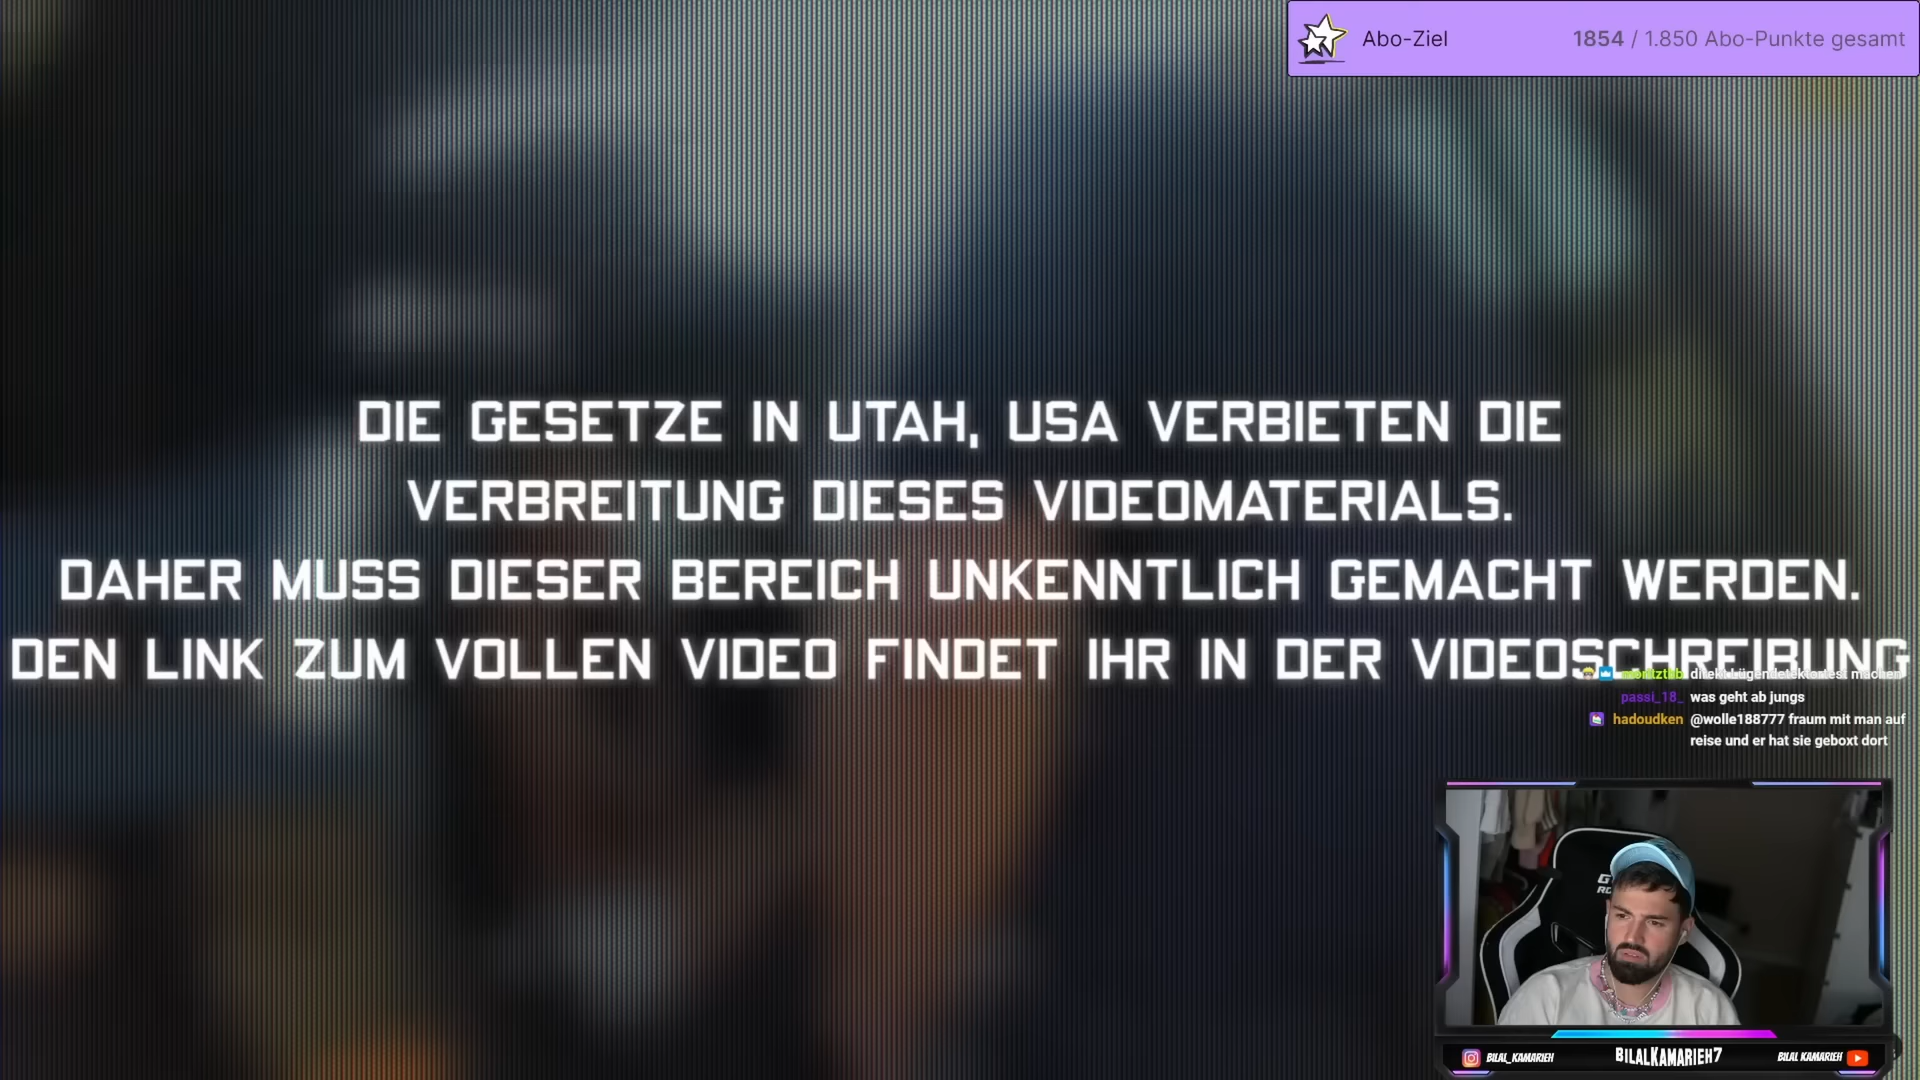 Abo-Ziel 1854 / 1.850 Abo-Punkte gesamt
DIE GESETZE IN UTAH, USA VERBIETEN DIE
VERBREITUNG DIESES VIDEOMATERIALS.
DAHER MUSS DIESER BEREICH UNKENNTLICH GEMACHT WERDEN.
DEN LINK ZUM VOLLEN VIDEO FINDET IHR IN DER VIDEOSCHREIBUNG
direkt Lügendetektortest machen
passi_18_ was geht ab jungs
hadoudken @wolle188777 fraum mit man auf
reise und er hat sie geboxt dort
BILAL_KAMARIEH BILALKAMARIEH7 BILAL KAMARIEH